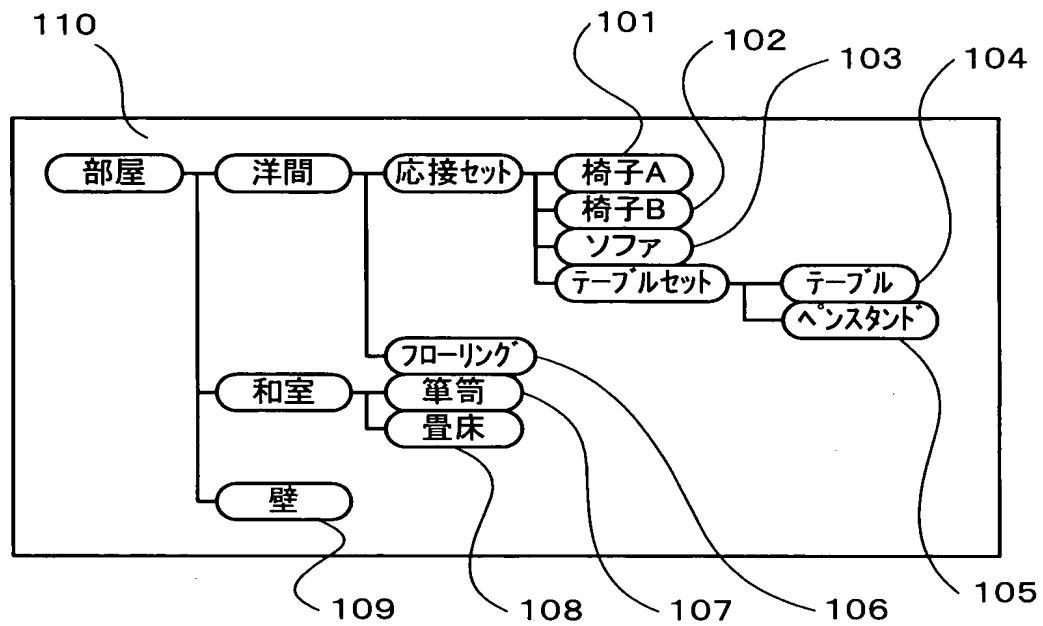 110
101
102
103
104
部屋
洋間
応接セット
椅子A
椅子B
ソファ
テーブルセット
テーブル
ペンスタンド
フローリング
和室
箪笥
畳床
壁
109
108
107
106
105